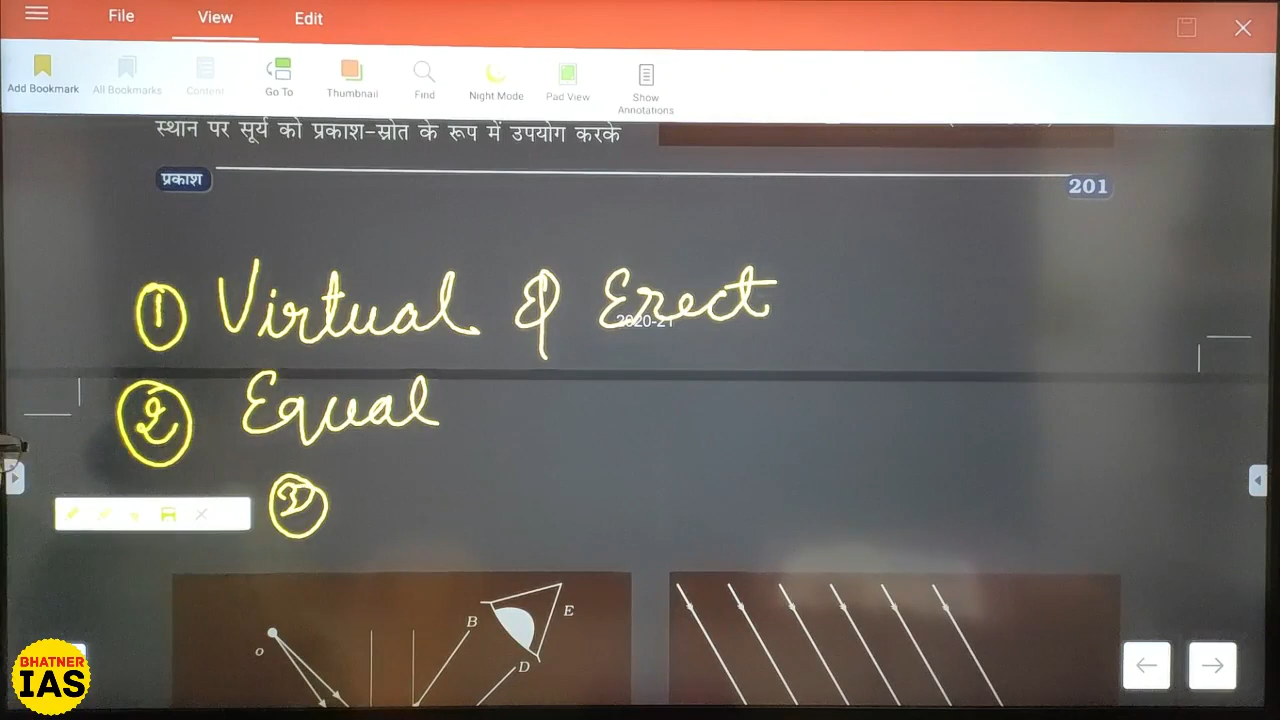 File View Edit
Add Bookmark All Bookmarks Content Go To Thumbnail Find Night Mode Pad View Show Annotations
स्थान पर सूर्य को प्रकाश-स्रोत के रूप में उपयोग करके
प्रकाश 201
① Virtual & Erect
2020-21
② Equal
③
B E
O
D
BHATNER
IAS